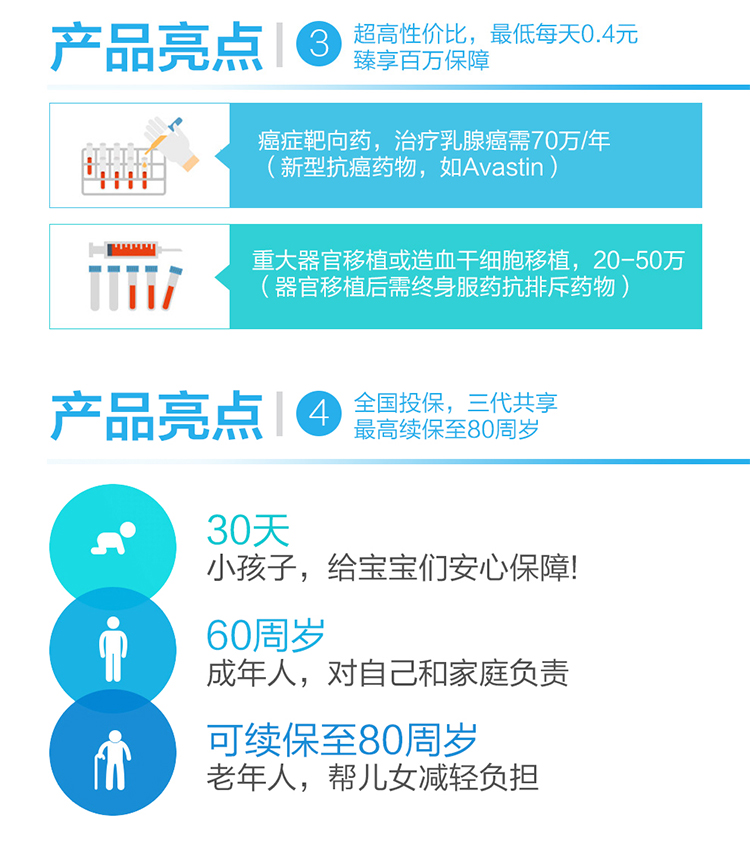 产品亮点
3
超高性价比，最低每天0.4元
臻享百万保障
癌症靶向药，治疗乳腺癌需70万/年
（新型抗癌药物，如Avastin）
重大器官移植或造血干细胞移植，20-50万
（器官移植后需终身服药抗排斥药物）
产品亮点
4
全国投保，三代共享
最高续保至80周岁
30天
小孩子，给宝宝们安心保障!
60周岁
成年人，对自己和家庭负责
可续保至80周岁
老年人，帮儿女减轻负担